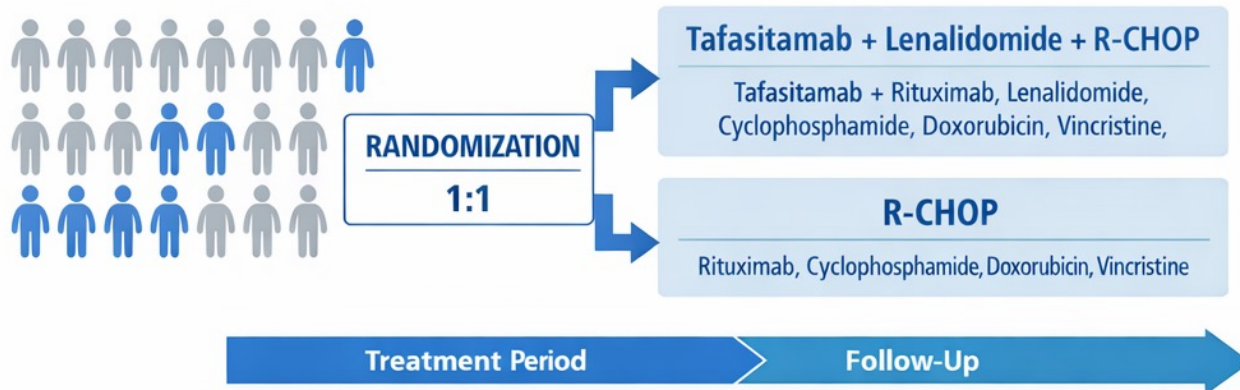 Tafasitamab + Lenalidomide + R-CHOP
Tafasitamab + Rituximab, Lenalidomide,
Cyclophosphamide, Doxorubicin, Vincristine,
RANDOMIZATION
1:1
R-CHOP
Rituximab, Cyclophosphamide, Doxorubicin, Vincristine
Treatment Period
Follow-Up